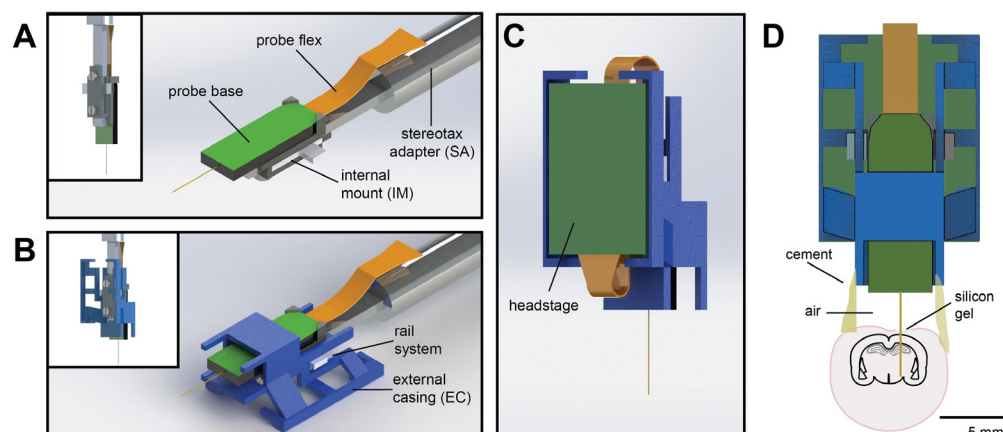 A
probe flex
probe base
stereotax
adapter (SA)
internal
mount (IM)
B
rail
system
external
casing (EC)
C
headstage
D
cement
air
silicon
gel
5 mm